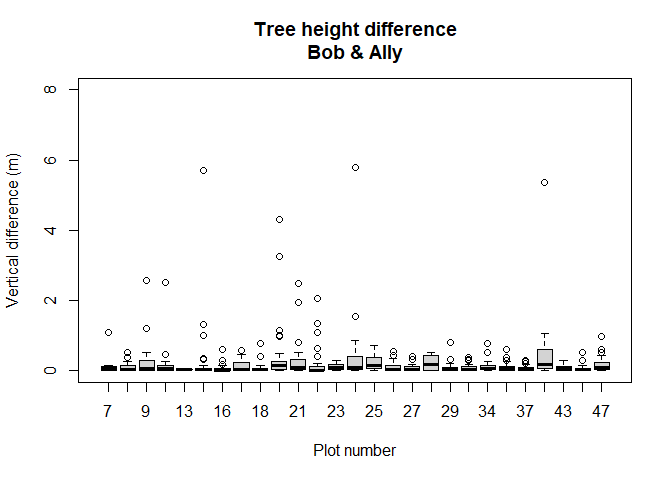 Tree height difference
Bob & Ally
8
6
4
2
0
Vertical difference (m)
7 9 13 16 18 21 23 25 27 29 34 37 43 47
Plot number